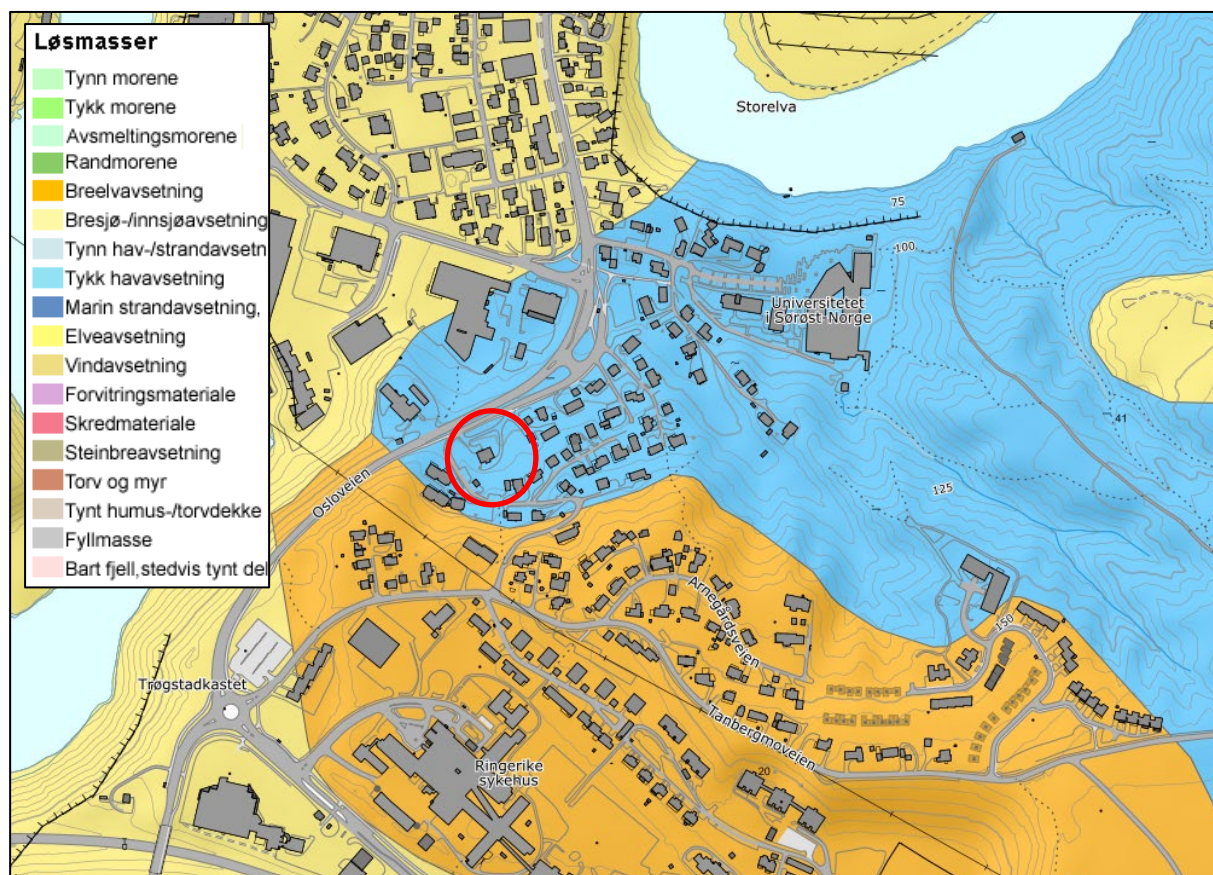 Løsmasser
Tynn morene
Tykk morene
Avsmeltingsmorene
Randmorene
Breelvavsetning
Bresjø-/innsjøavsetning
Tynn hav-/strandavsetn
Tykk havavsetning
Marin strandavsetning,
Elveavsetning
Vindavsetning
Forvitringsmateriale
Skredmateriale
Steinbreavsetning
Torv og myr
Tynt humus-/torvdekke
Fyllmasse
Bart fjell,stedvis tynt del
Storelva
75
100
Universitetet
i Sørøst-Norge
41
125
Osloveien
Arnegårdsveien
150
Trøgstadkastet
Tanbergmoveien
Ringerike
sykehus
20